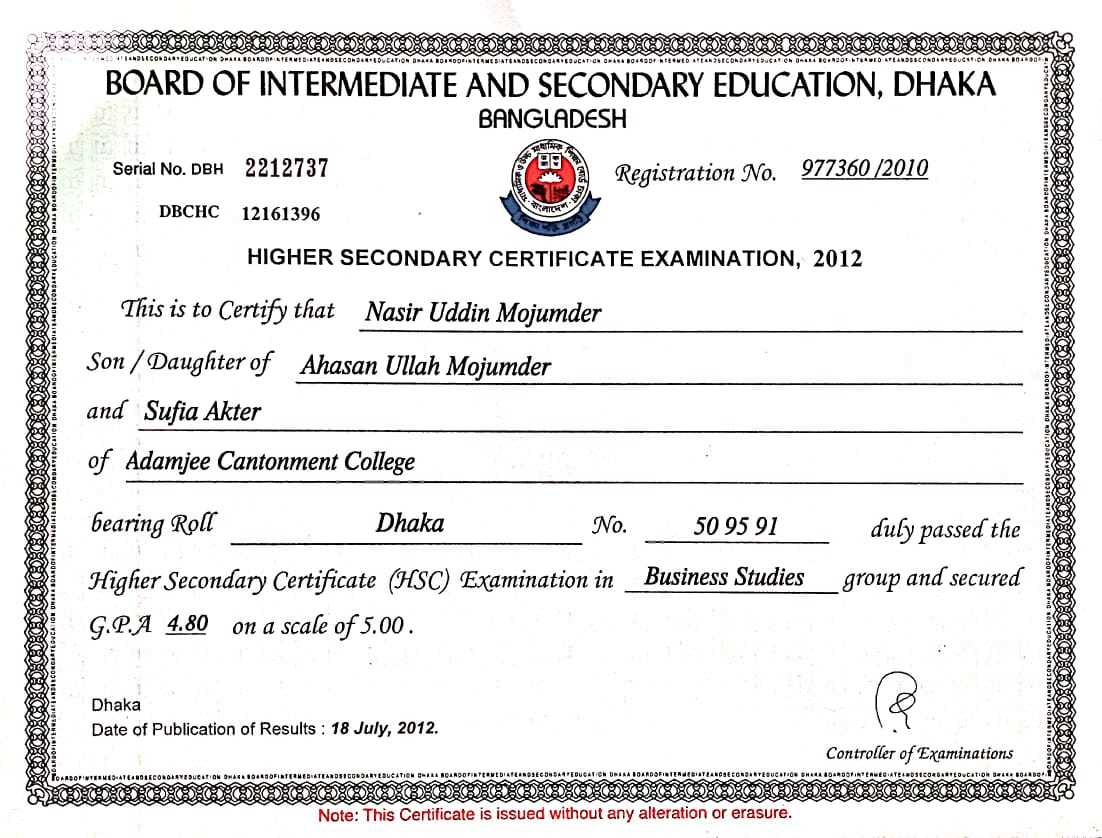 BOARD OF INTERMEDIATE AND SECONDARY EDUCATION, DHAKA
BANGLADESH
Serial No. DBH 2212737
Registration No. 977360 /2010
DBCHC 12161396
HIGHER SECONDARY CERTIFICATE EXAMINATION, 2012
This is to Certify that Nasir Uddin Mojumder
Son / Daughter of Ahasan Ullah Mojumder
and Sufia Akter
of Adamjee Cantonment College
bearing Roll Dhaka No. 50 95 91 duly passed the
Higher Secondary Certificate (HSC) Examination in Business Studies group and secured
G.P.A 4.80 on a scale of 5.00 .
Dhaka
Date of Publication of Results : 18 July, 2012.
Controller of Examinations
Note: This Certificate is issued without any alteration or erasure.